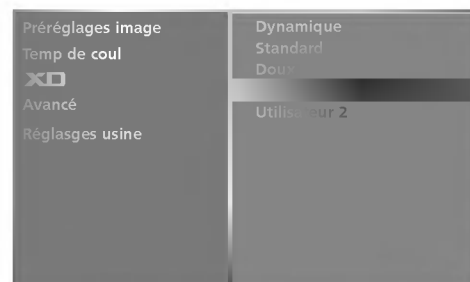 Préréglages image
Temp de coul
XD
Avancé
Réglasges usine
Dynamique
Standard
Doux
Utilisateur 2